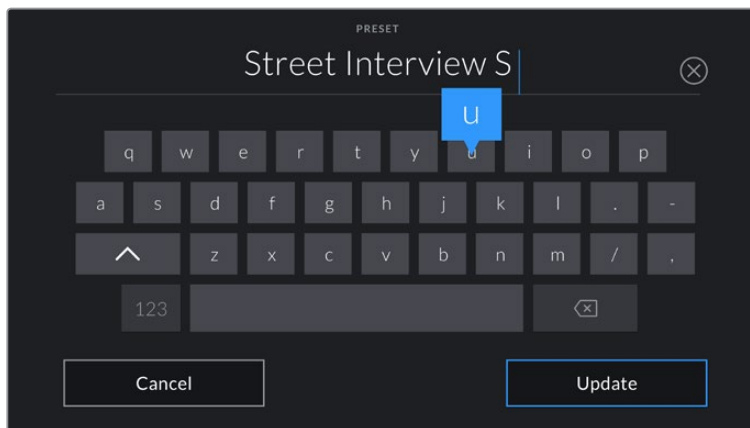 PRESET
Street Interview S
u
q w e r t y u i o p
a s d f g h j k l . -
z x c v b n m / ,
123
Cancel Update